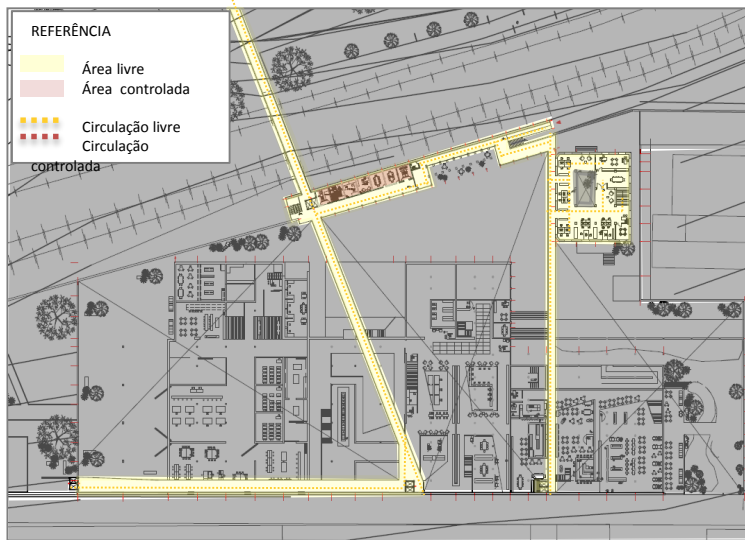 REFERÊNCIA
Área livre
Área controlada
Circulação livre
Circulação
controlada